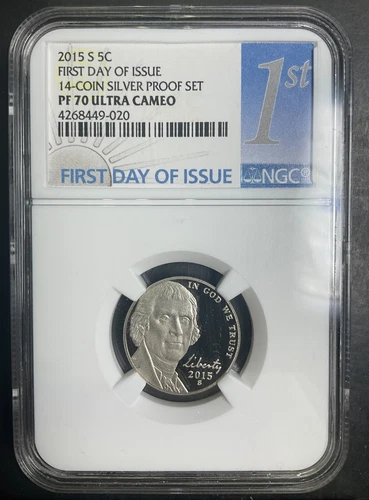 2015 S 5C
FIRST DAY OF ISSUE
14-COIN SILVER PROOF SET
PF 70 ULTRA CAMEO
4268449-020
1st
FIRST DAY OF ISSUE
NGC
IN GOD WE TRUST
Liberty
2015
S